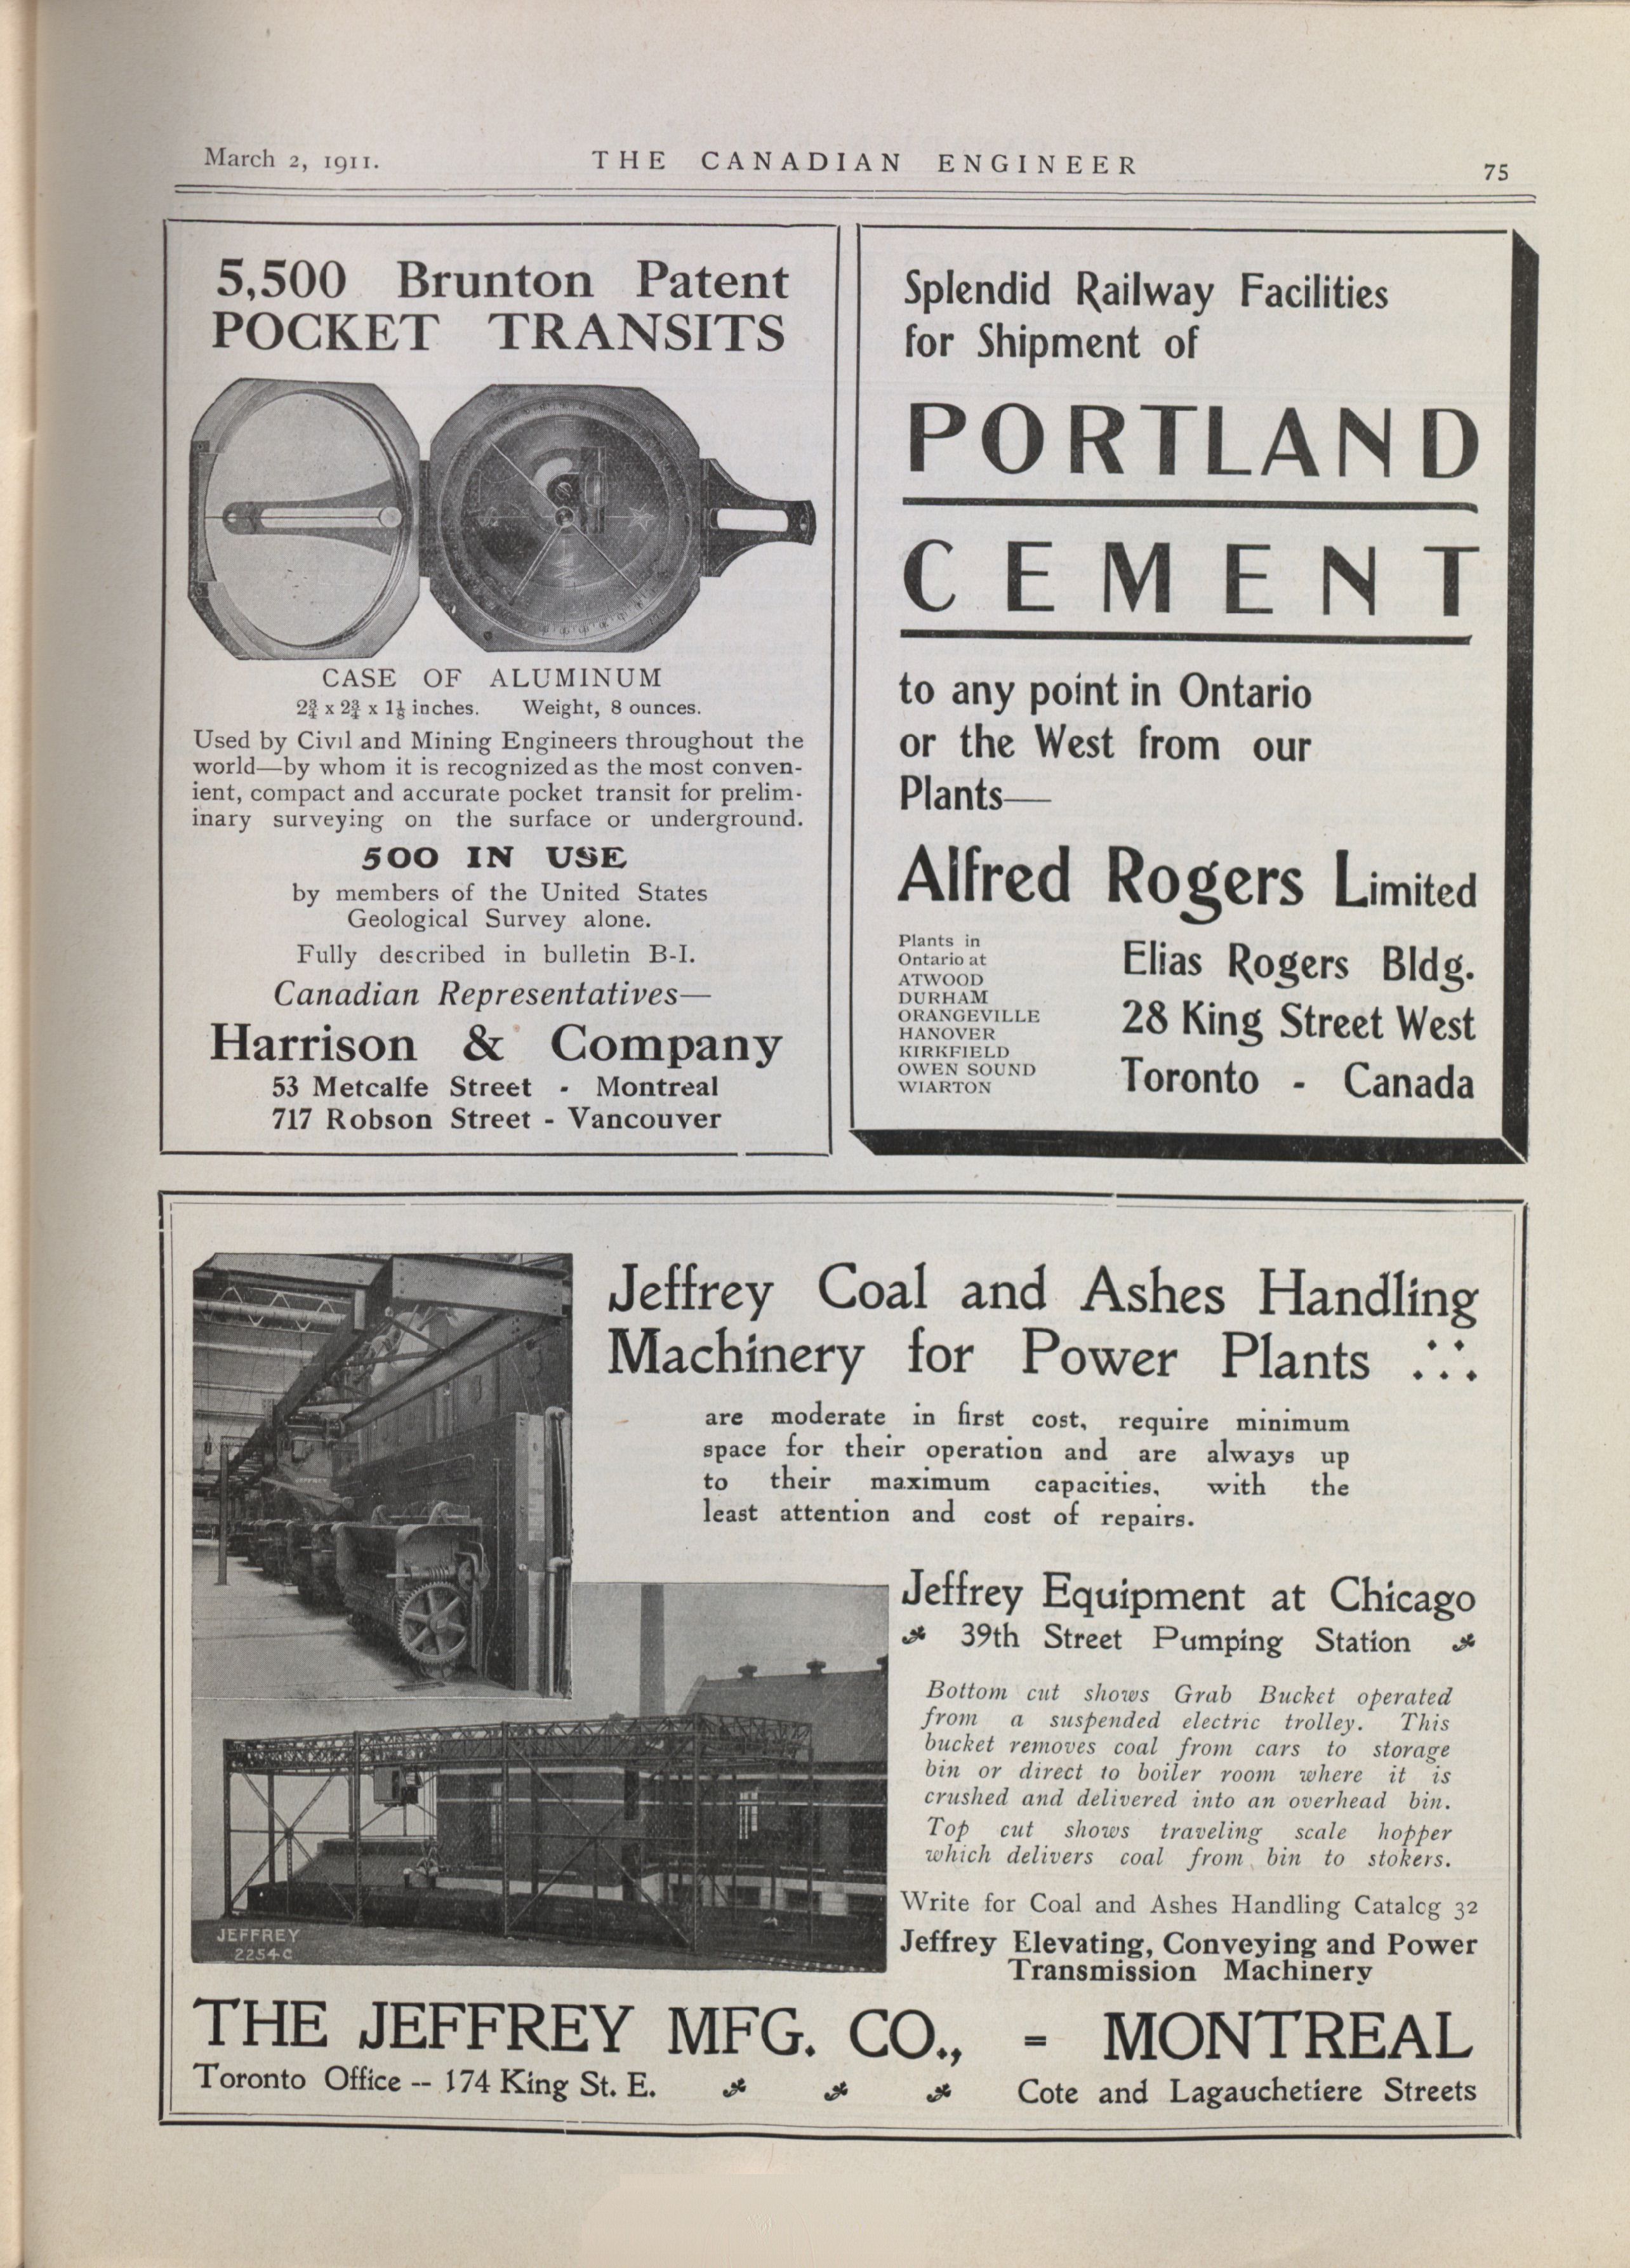 March 2, 1911.
THE CANADIAN ENGINEER
75
5,500 Brunton Patent
POCKET TRANSITS
CASE OF ALUMINUM
2¾ x 2¾ x 1⅛ inches. Weight, 8 ounces.
Used by Civil and Mining Engineers throughout the
world—by whom it is recognized as the most conven-
ient, compact and accurate pocket transit for prelim-
inary surveying on the surface or underground.
500 IN USE
by members of the United States
Geological Survey alone.
Fully described in bulletin B-I.
Canadian Representatives—
Harrison & Company
53 Metcalfe Street - Montreal
717 Robson Street - Vancouver
Splendid Railway Facilities
for Shipment of
PORTLAND
CEMENT
to any point in Ontario
or the West from our
Plants—
Alfred Rogers Limited
Plants in
Ontario at
ATWOOD
DURHAM
ORANGEVILLE
HANOVER
KIRKFIELD
OWEN SOUND
WIARTON
Elias Rogers Bldg.
28 King Street West
Toronto - Canada
Jeffrey Coal and Ashes Handling
Machinery for Power Plants
are moderate in first cost, require minimum
space for their operation and are always up
to their maximum capacities, with the
least attention and cost of repairs.
Jeffrey Equipment at Chicago
39th Street Pumping Station
Bottom cut shows Grab Bucket operated
from a suspended electric trolley. This
bucket removes coal from cars to storage
bin or direct to boiler room where it is
crushed and delivered into an overhead bin.
Top cut shows traveling scale hopper
which delivers coal from bin to stokers.
Write for Coal and Ashes Handling Catalog 32
Jeffrey Elevating, Conveying and Power
Transmission Machinery
JEFFREY
2254C
THE JEFFREY MFG. CO., - MONTREAL
Toronto Office -- 174 King St. E.
Cote and Lagauchetiere Streets